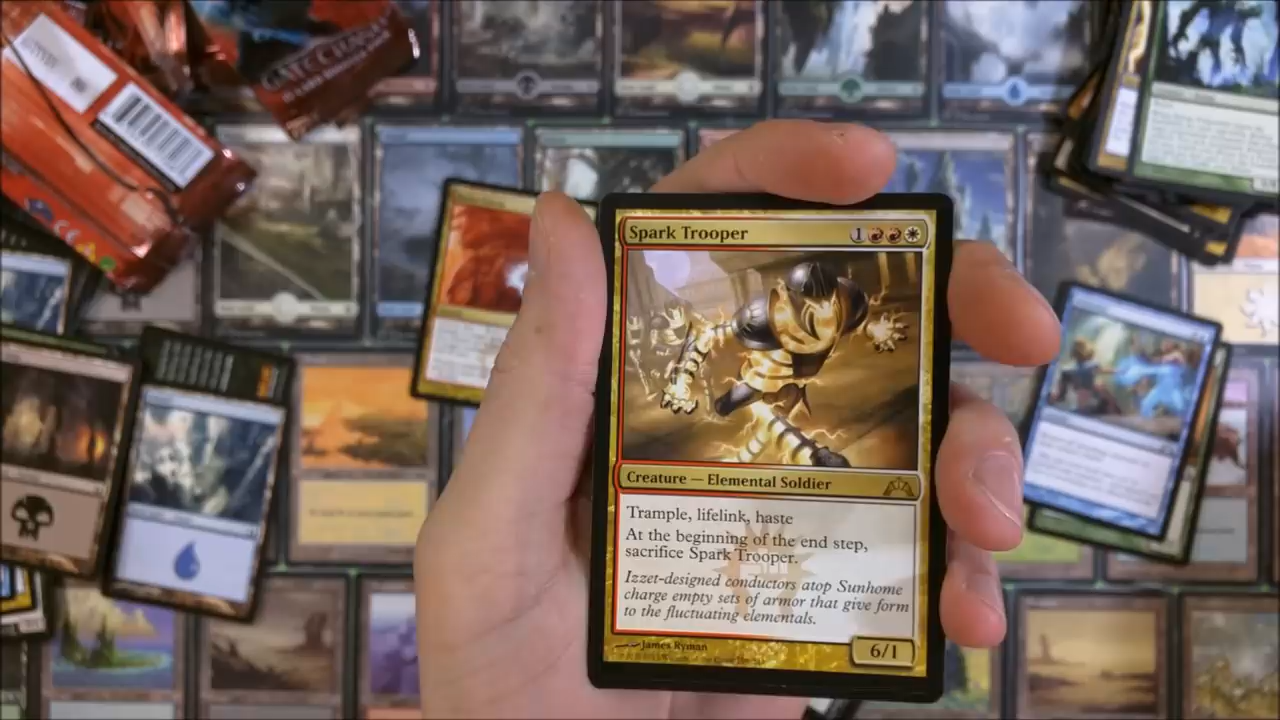 GATECRASH
Spark Trooper
1
Creature — Elemental Soldier
Trample, lifelink, haste
At the beginning of the end step,
sacrifice Spark Trooper.
Izzet-designed conductors atop Sunhome
charge empty sets of armor that give form
to the fluctuating elementals.
James Ryman
6/1